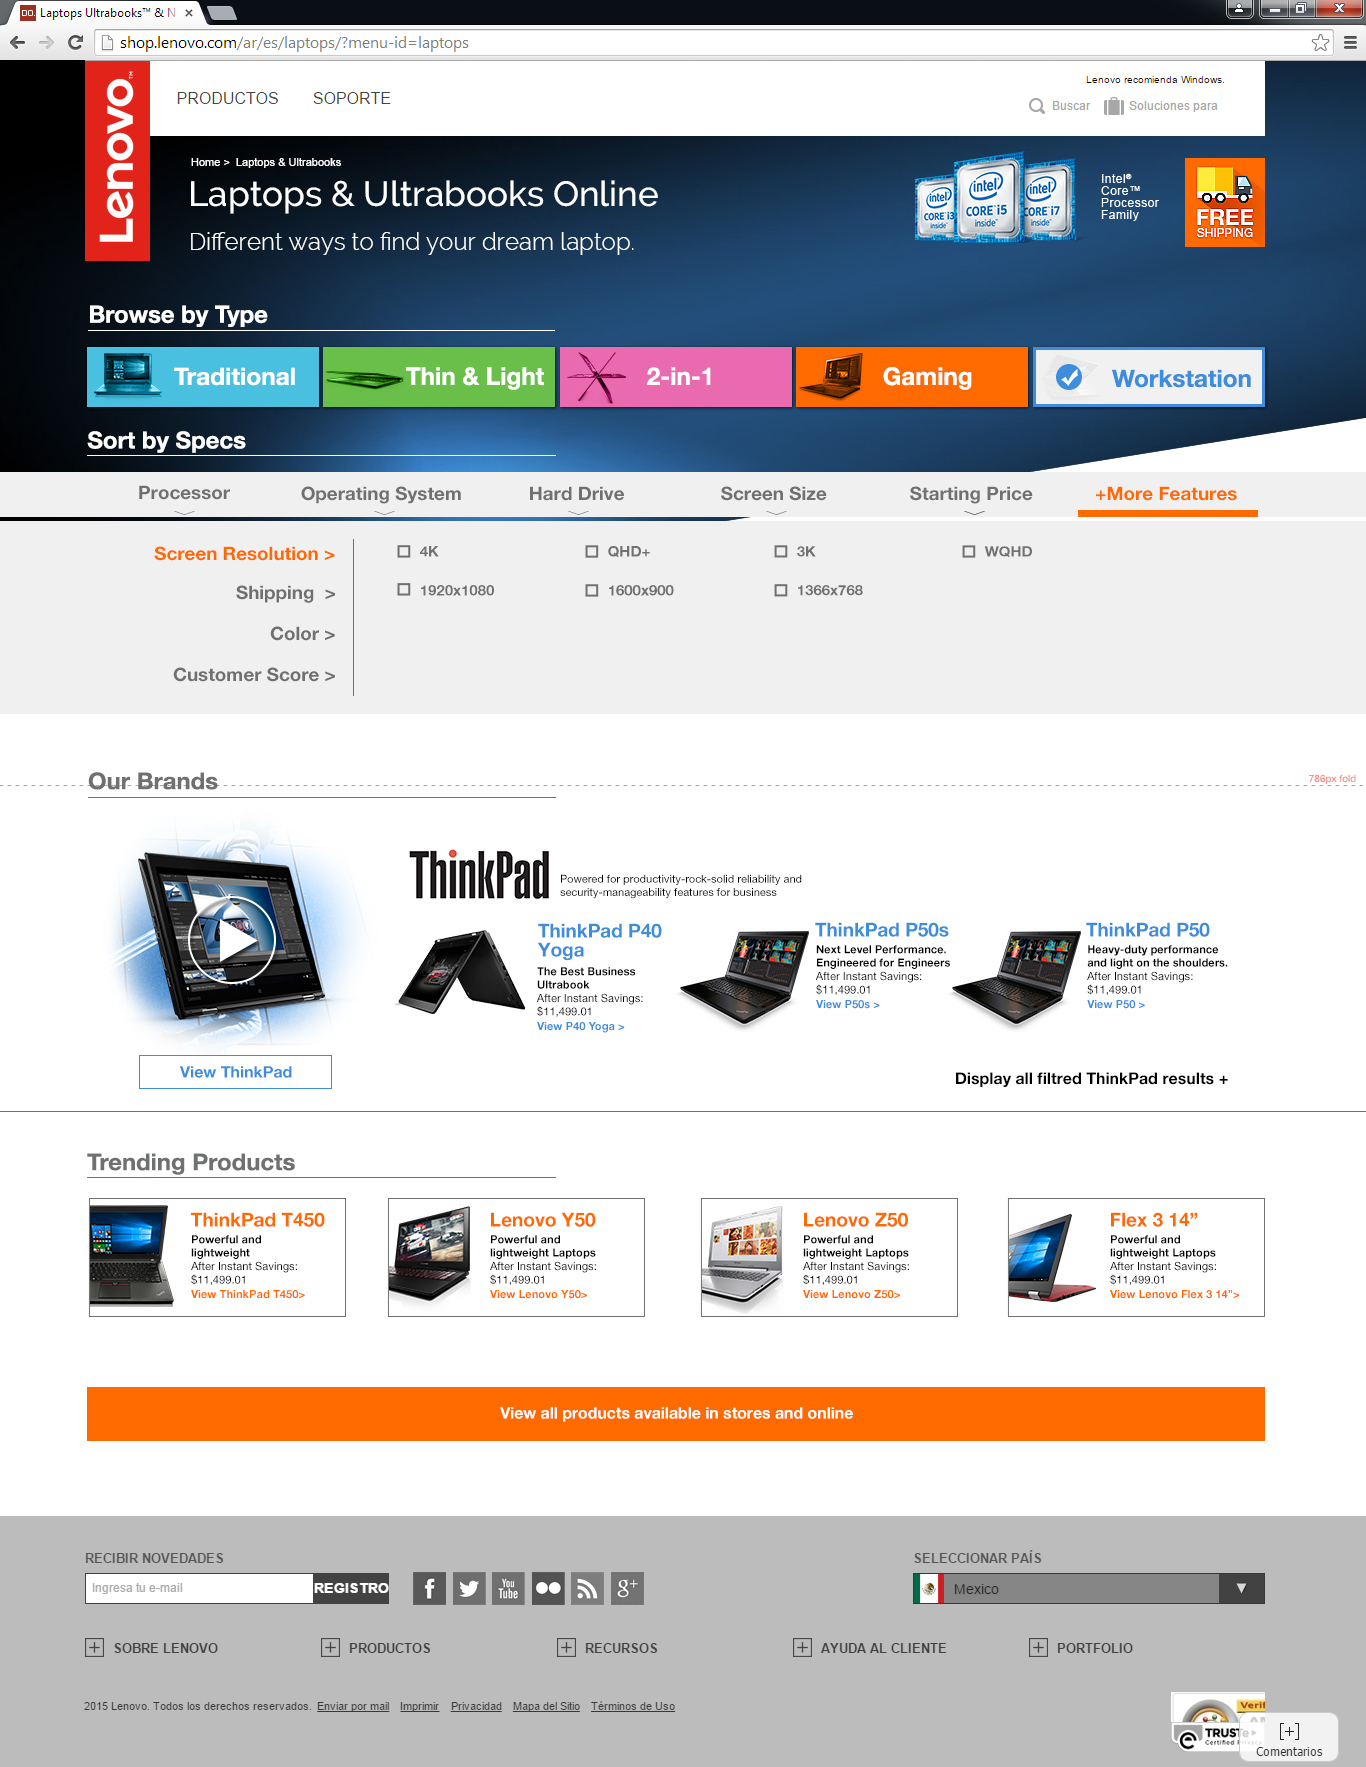 Laptops Ultrabooks™ & N
shop.lenovo.com/ar/es/laptops/?menu-id=laptops
Lenovo™
PRODUCTOS SOPORTE
Lenovo recomienda Windows.
Buscar Soluciones para
Home > Laptops & Ultrabooks
Laptops & Ultrabooks Online
Different ways to find your dream laptop.
intel CORE i3 inside™
intel CORE i5 inside™
intel CORE i7 inside™
Intel®
Core™
Processor
Family
FREE
SHIPPING
Browse by Type
Traditional Thin & Light 2-in-1 Gaming Workstation
Sort by Specs
Processor Operating System Hard Drive Screen Size Starting Price +More Features
Screen Resolution >
4K QHD+ 3K WQHD
Shipping >
1920x1080 1600x900 1366x768
Color >
Customer Score >
Our Brands
786px fold
ThinkPad
Powered for productivity-rock-solid reliability and
security-manageability features for business
ThinkPad P40
Yoga
The Best Business
Ultrabook
After Instant Savings:
$11,499.01
View P40 Yoga >
ThinkPad P50s
Next Level Performance.
Engineered for Engineers
After Instant Savings:
$11,499.01
View P50s >
ThinkPad P50
Heavy-duty performance
and light on the shoulders.
After Instant Savings:
$11,499.01
View P50 >
View ThinkPad
Display all filtred ThinkPad results +
Trending Products
ThinkPad T450
Powerful and
lightweight
After Instant Savings:
$11,499.01
View ThinkPad T450>
Lenovo Y50
Powerful and
lightweight Laptops
After Instant Savings:
$11,499.01
View Lenovo Y50>
Lenovo Z50
Powerful and
lightweight Laptops
After Instant Savings:
$11,499.01
View Lenovo Z50>
Flex 3 14”
Powerful and
lightweight Laptops
After Instant Savings:
$11,499.01
View Lenovo Flex 3 14”>
View all products available in stores and online
RECIBIR NOVEDADES
Ingresa tu e-mail REGISTRO
You Tube
g+
SELECCIONAR PAÍS
Mexico
SOBRE LENOVO PRODUCTOS RECURSOS AYUDA AL CLIENTE PORTFOLIO
2015 Lenovo. Todos los derechos reservados. Enviar por mail Imprimir Privacidad Mapa del Sitio Términos de Uso
TRUSTe
Certified
[+]
Comentarios